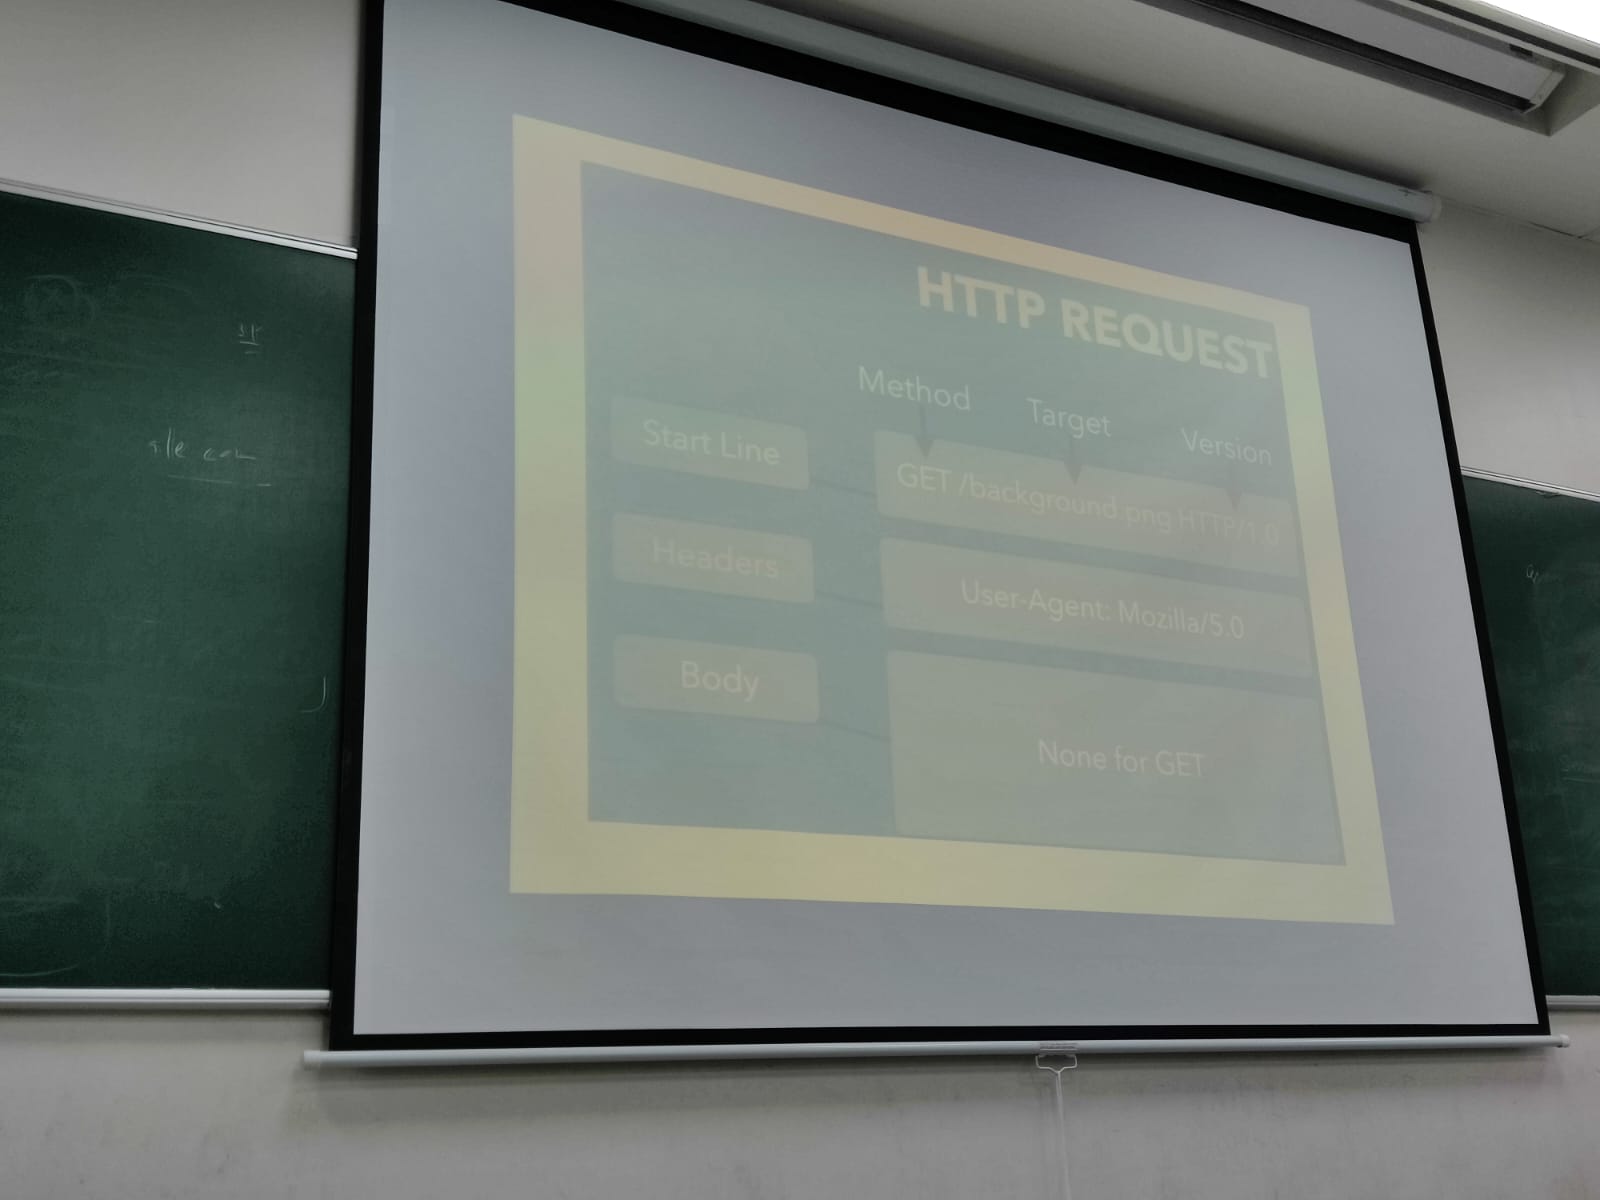 HTTP REQUEST
Method
Target
Version
Start Line
GET /background.png HTTP/1.0
Headers
User-Agent: Mozilla/5.0
Body
None for GET